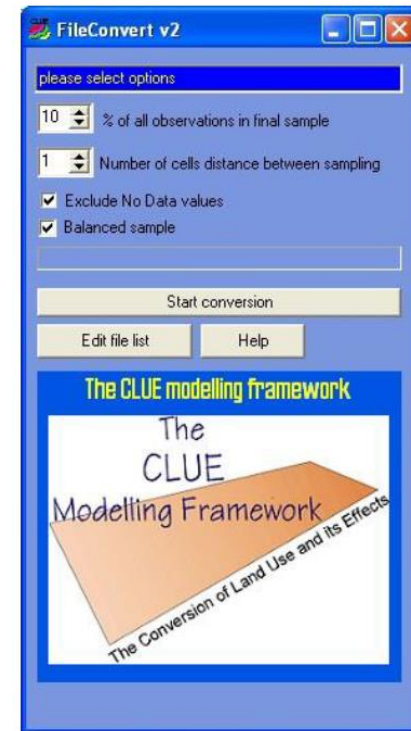 CLUE
FileConvert v2
please select options
10 % of all observations in final sample
1 Number of cells distance between sampling
Exclude No Data values
Balanced sample
Start conversion
Edit file list Help
The CLUE modelling framework
The
CLUE
Modelling Framework
The Conversion of Land Use and its Effects